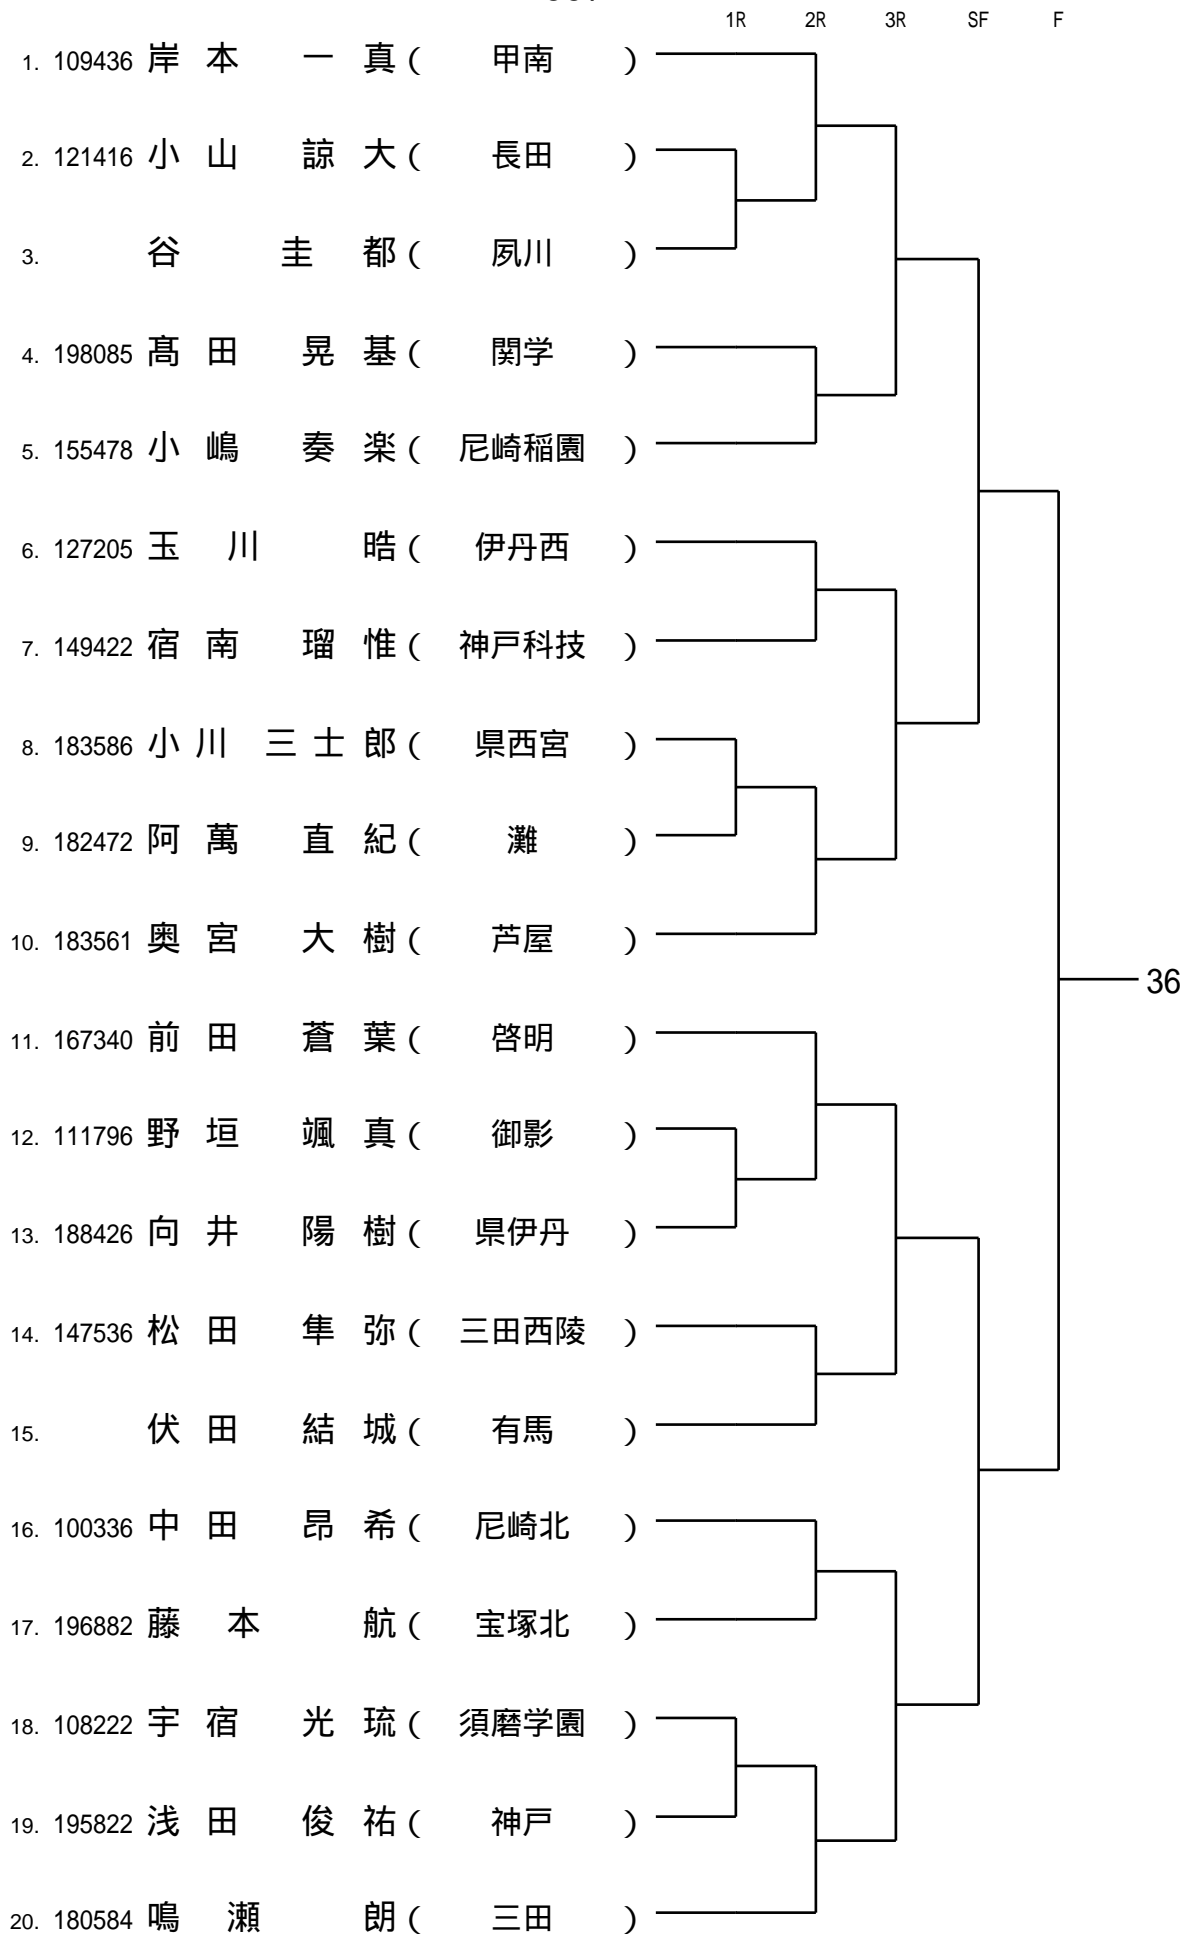 1R 2R 3R SF F
1. 109436 岸本 一真 ( 甲南 )
2. 121416 小山 諒大 ( 長田 )
3. 谷 圭都 ( 夙川 )
4. 198085 髙田 晃基 ( 関学 )
5. 155478 小嶋 奏楽 ( 尼崎稲園 )
6. 127205 玉川 晧 ( 伊丹西 )
7. 149422 宿南 瑠惟 ( 神戸科技 )
8. 183586 小川 三士郎 ( 県西宮 )
9. 182472 阿萬 直紀 ( 灘 )
10. 183561 奥宮 大樹 ( 芦屋 )
36
11. 167340 前田 蒼葉 ( 啓明 )
12. 111796 野垣 颯真 ( 御影 )
13. 188426 向井 陽樹 ( 県伊丹 )
14. 147536 松田 隼弥 ( 三田西陵 )
15. 伏田 結城 ( 有馬 )
16. 100336 中田 昂希 ( 尼崎北 )
17. 196882 藤本 航 ( 宝塚北 )
18. 108222 宇宿 光琉 ( 須磨学園 )
19. 195822 浅田 俊祐 ( 神戸 )
20. 180584 鳴瀬 朗 ( 三田 )